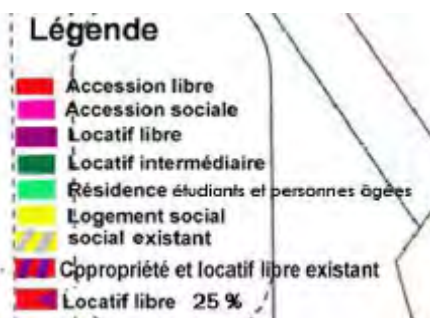 Légende
Accession libre
Accession sociale
Locatif libre
Locatif intermédiaire
Résidence étudiants et personnes âgées
Logement social
social existant
Copropriété et locatif libre existant
Locatif libre 25 %